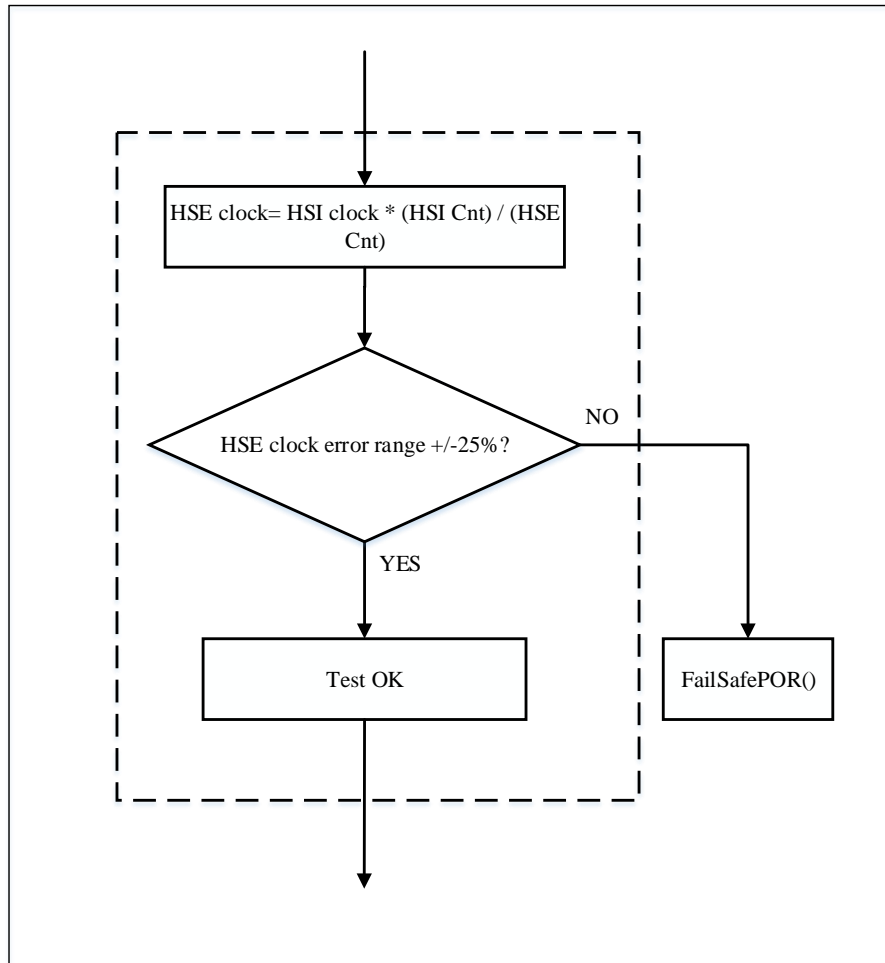 HSE clock= HSI clock * (HSI Cnt) / (HSE
Cnt)
HSE clock error range +/-25%?
NO
YES
Test OK
FailSafePOR()